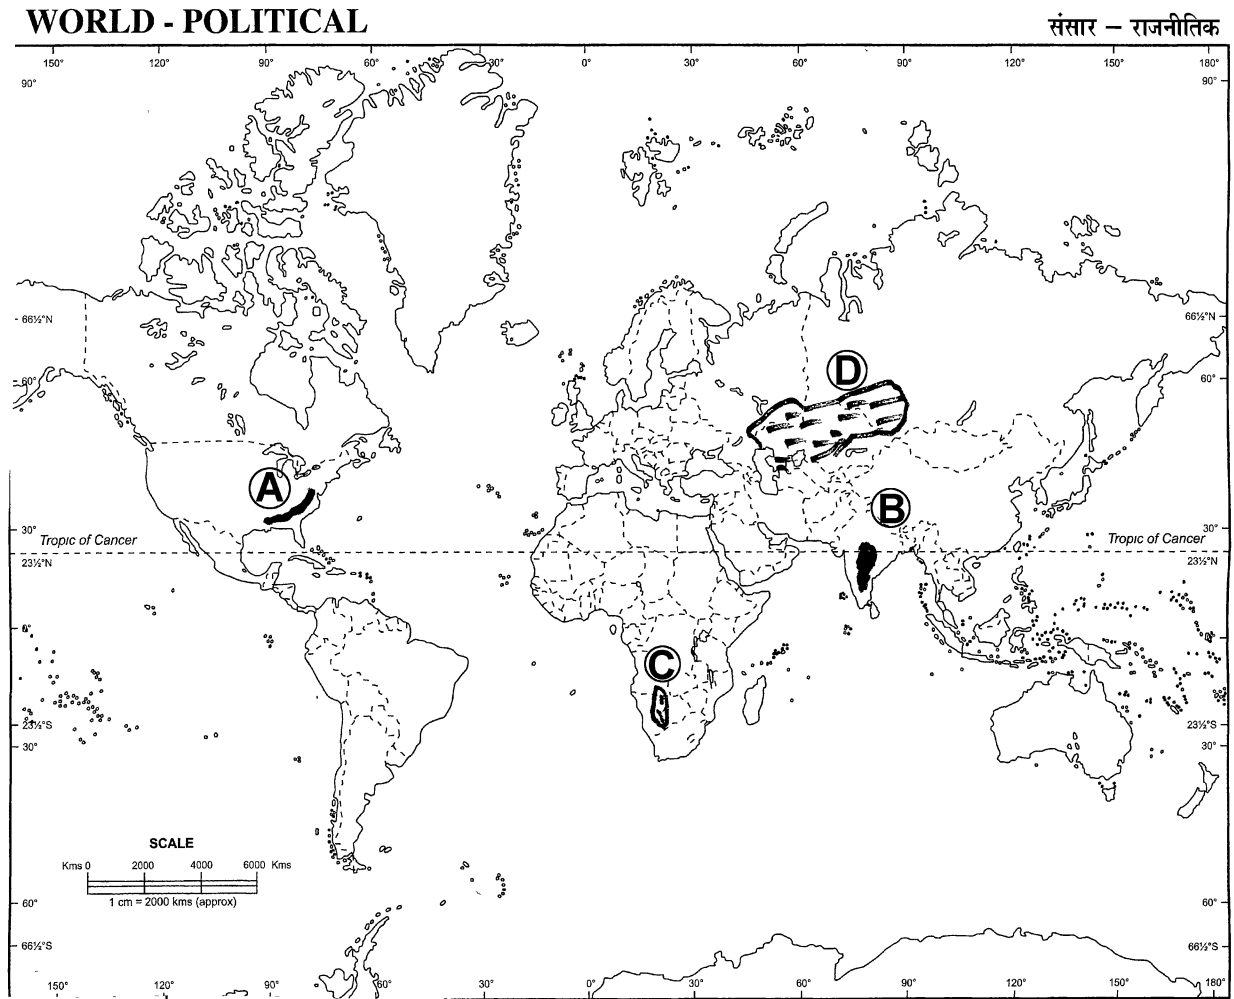 WORLD - POLITICAL
संसार – राजनीतिक
150° 120° 90° 60° 30° 0° 30° 60° 90° 120° 150° 180°
90° 90°
66½°N 66½°N
60° 60°
D
A
B
30° 30°
Tropic of Cancer Tropic of Cancer
23½°N 23½°N
0° 0°
C
23½°S 23½°S
30° 30°
SCALE
Kms 0 2000 4000 6000 Kms
1 cm = 2000 kms (approx)
60° 60°
66½°S 66½°S
150° 120° 90° 60° 30° 0° 30° 60° 90° 120° 150° 180°